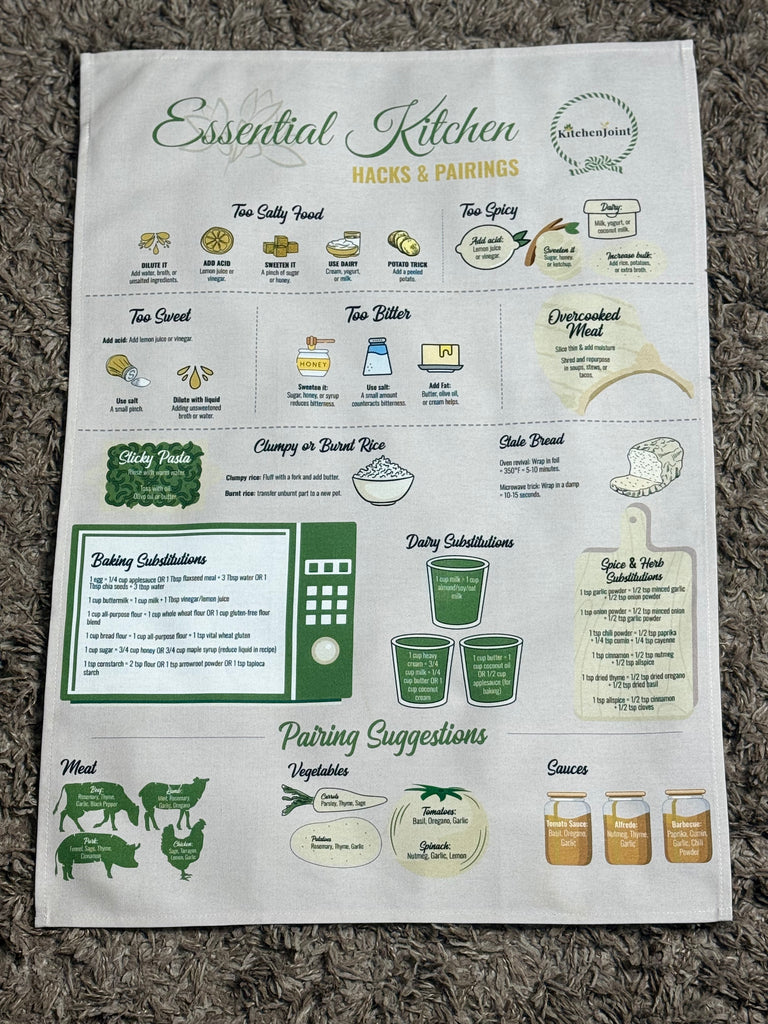 Essential Kitchen
HACKS & PAIRINGS
KitchenJoint
Too Salty Food
DILUTE IT
Add water, broth, or
unsalted ingredients.
ADD ACID
Lemon juice or
vinegar.
SWEETEN IT
A pinch of sugar
or honey.
USE DAIRY
Cream, yogurt,
or milk.
POTATO TRICK
Add a peeled
potato.
Too Spicy
Add acid:
Lemon juice
or vinegar.
Sweeten it:
Sugar, honey,
or ketchup.
Dairy:
Milk, yogurt, or
coconut milk.
Increase bulk:
Add rice, potatoes,
or extra broth.
Too Sweet
Add acid: Add lemon juice or vinegar.
Use salt
A small pinch.
Dilute with liquid
Adding unsweetened
broth or water.
Too Bitter
HONEY
Sweeten it:
Sugar, honey, or syrup
reduces bitterness.
Use salt:
A small amount
counteracts bitterness.
Add Fat:
Butter, olive oil,
or cream helps.
Overcooked
Meat
Slice thin & add moisture
Shred and repurpose
in soups, stews, or
tacos.
Sticky Pasta
Rinse with warm water
Toss with oil
Olive oil or butter
Clumpy or Burnt Rice
Clumpy rice: Fluff with a fork and add butter.
Burnt rice: transfer unburnt part to a new pot.
Stale Bread
Oven revival: Wrap in foil
+ 350°F = 5-10 minutes.
Microwave trick: Wrap in a damp
= 10-15 seconds.
Baking Substitutions
1 egg = 1/4 cup applesauce OR 1 Tbsp flaxseed meal + 3 Tbsp water OR 1
Tbsp chia seeds + 3 Tbsp water
1 cup buttermilk = 1 cup milk + 1 Tbsp vinegar/lemon juice
1 cup all-purpose flour = 1 cup whole wheat flour OR 1 cup gluten-free flour
blend
1 cup bread flour = 1 cup all-purpose flour + 1 tsp vital wheat gluten
1 cup sugar = 3/4 cup honey OR 3/4 cup maple syrup (reduce liquid in recipe)
1 tsp cornstarch = 2 tsp flour OR 1 tsp arrowroot powder OR 1 tsp tapioca
starch
Dairy Substitutions
1 cup milk = 1 cup
almond/soy/oat
milk
1 cup heavy
cream = 3/4
cup milk + 1/4
cup butter OR 1
cup coconut
cream
1 cup butter = 1
cup coconut oil
OR 1/2 cup
applesauce (for
baking)
Spice & Herb
Substitutions
1 tsp garlic powder = 1/2 tsp minced garlic
+ 1/2 tsp onion powder
1 tsp onion powder = 1/2 tsp minced onion
+ 1/2 tsp garlic powder
1 tsp chili powder = 1/2 tsp paprika
+ 1/4 tsp cumin + 1/4 tsp cayenne
1 tsp cinnamon = 1/2 tsp nutmeg
+ 1/2 tsp allspice
1 tsp dried thyme = 1/2 tsp dried oregano
+ 1/2 tsp dried basil
1 tsp allspice = 1/2 tsp cinnamon
+ 1/2 tsp cloves
Pairing Suggestions
Meat
Beef:
Rosemary, Thyme,
Garlic, Black Pepper
Lamb:
Mint, Rosemary,
Garlic, Oregano
Pork:
Fennel, Sage, Thyme,
Cinnamon
Chicken:
Sage, Tarragon,
Lemon, Garlic
Vegetables
Carrots
Parsley, Thyme, Sage
Potatoes
Rosemary, Thyme, Garlic
Tomatoes:
Basil, Oregano, Garlic
Spinach:
Nutmeg, Garlic, Lemon
Sauces
Tomato Sauce:
Basil, Oregano,
Garlic
Alfredo:
Nutmeg, Thyme,
Garlic
Barbecue:
Paprika, Cumin,
Garlic, Chili
Powder